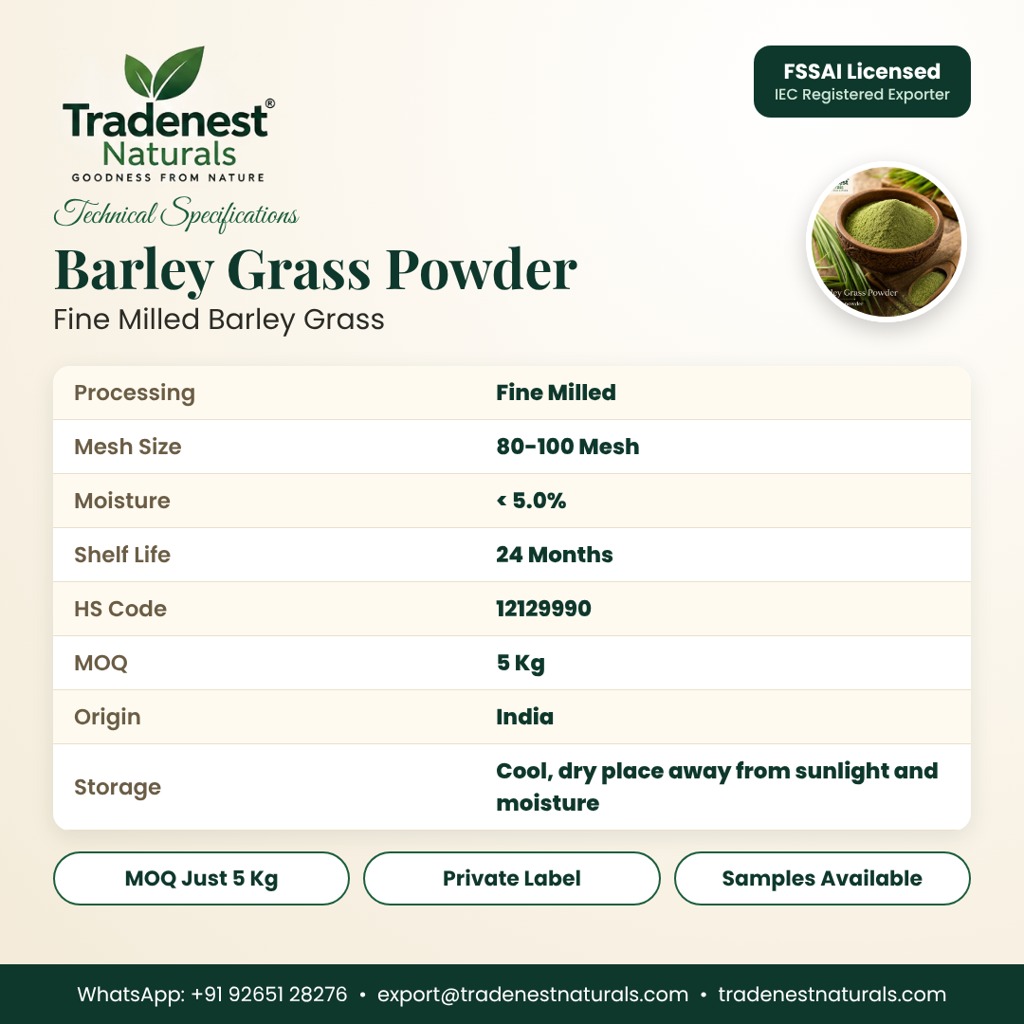 Tradenest®
Naturals
GOODNESS FROM NATURE
FSSAI Licensed
IEC Registered Exporter
Technical Specifications
Barley Grass Powder
Fine Milled Barley Grass
Grass Powder
Processing Fine Milled
Mesh Size 80-100 Mesh
Moisture < 5.0%
Shelf Life 24 Months
HS Code 12129990
MOQ 5 Kg
Origin India
Storage Cool, dry place away from sunlight and
moisture
MOQ Just 5 Kg
Private Label
Samples Available
WhatsApp: +91 92651 28276 • export@tradenestnaturals.com • tradenestnaturals.com